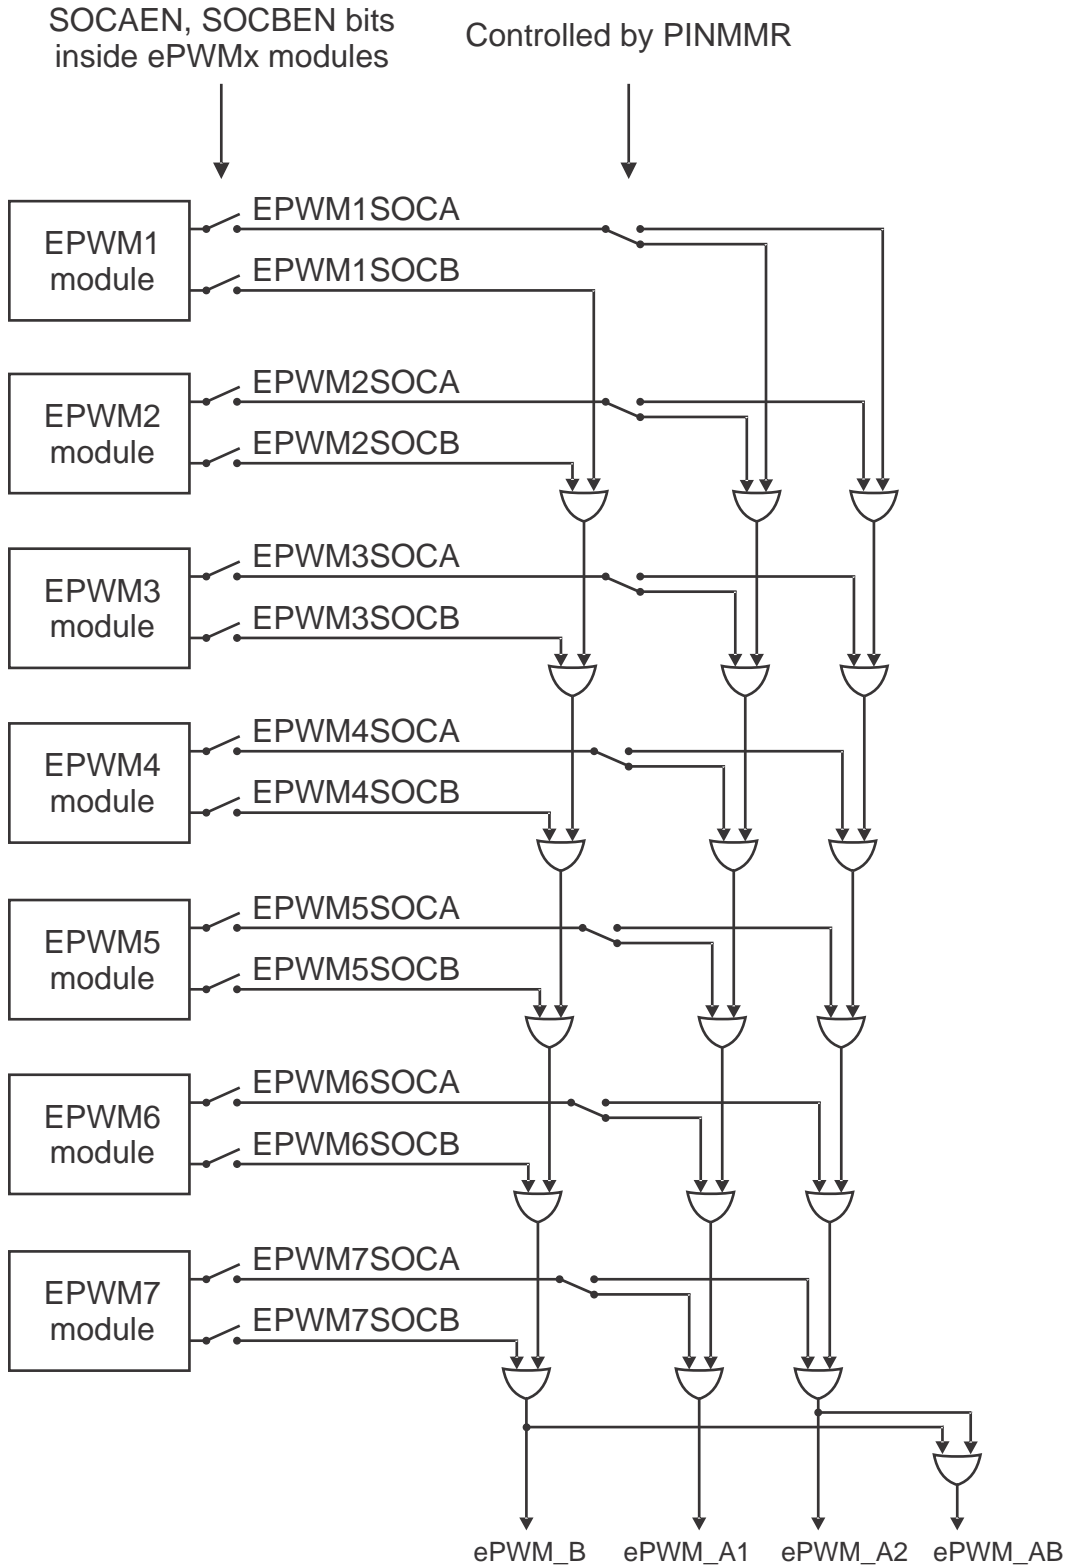 SOCAEN, SOCBEN bits
inside ePWMx modules
Controlled by PINMMR
EPWM1
module
EPWM1SOCA
EPWM1SOCB
EPWM2
module
EPWM2SOCA
EPWM2SOCB
EPWM3
module
EPWM3SOCA
EPWM3SOCB
EPWM4
module
EPWM4SOCA
EPWM4SOCB
EPWM5
module
EPWM5SOCA
EPWM5SOCB
EPWM6
module
EPWM6SOCA
EPWM6SOCB
EPWM7
module
EPWM7SOCA
EPWM7SOCB
ePWM_B ePWM_A1 ePWM_A2 ePWM_AB